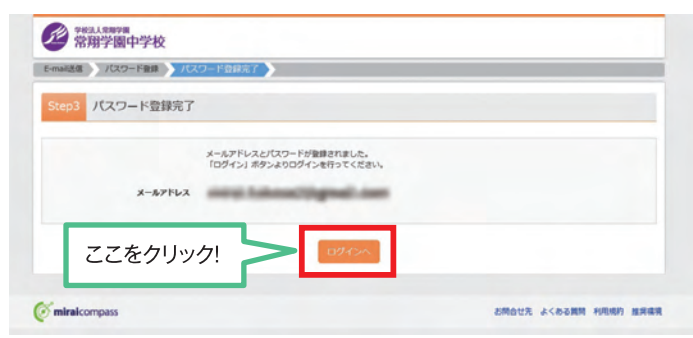 学校法人常翔学園
常翔学園中学校
E-mail送信 パスワード登録 パスワード登録完了
Step3 パスワード登録完了
メールアドレスとパスワードが登録されました。
「ログイン」ボタンよりログインを行ってください。
メールアドレス
ここをクリック!
ログインへ
miraicompass
お問合せ先 よくある質問 利用規約 推奨環境